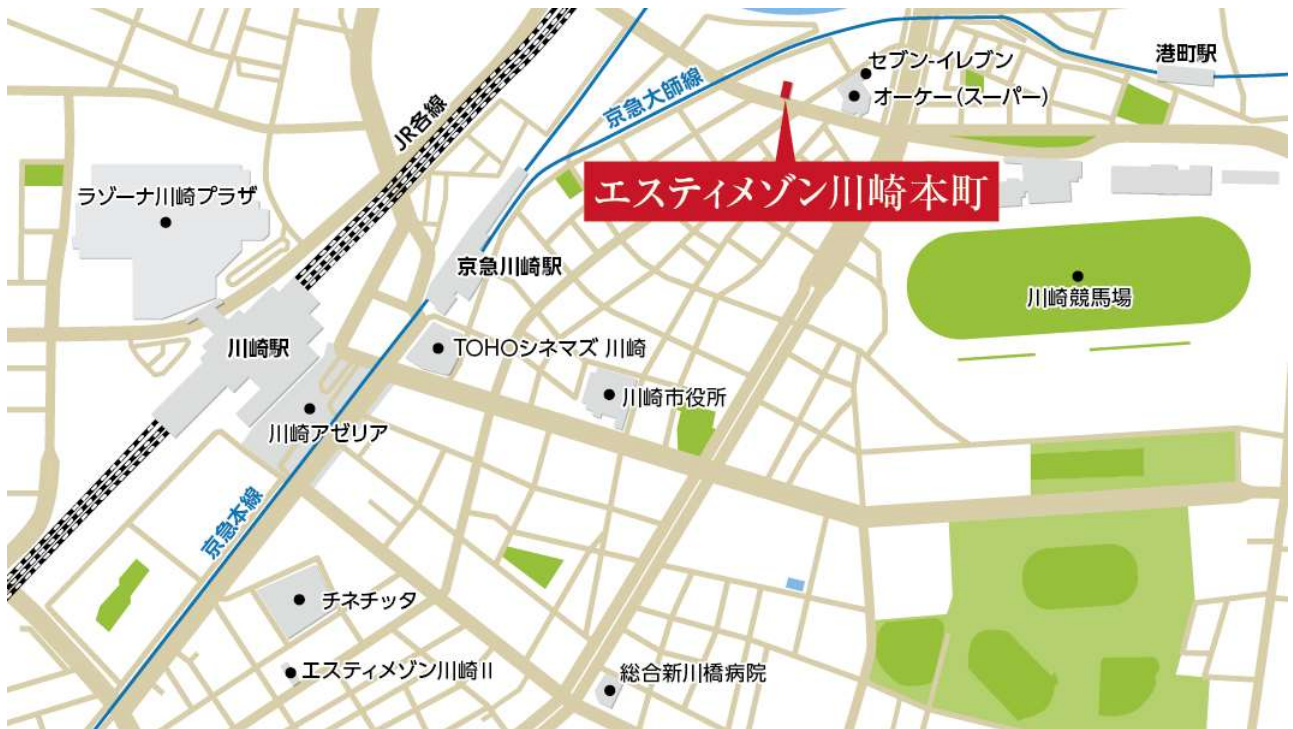 セブン-イレブン
港町駅
オーケー(スーパー)
京急大師線
JR各線
エスティメゾン川崎本町
ラゾーナ川崎プラザ
京急川崎駅
川崎競馬場
川崎駅
TOHOシネマズ 川崎
川崎市役所
川崎アゼリア
京急本線
チネチッタ
エスティメゾン川崎Ⅱ
総合新川橋病院